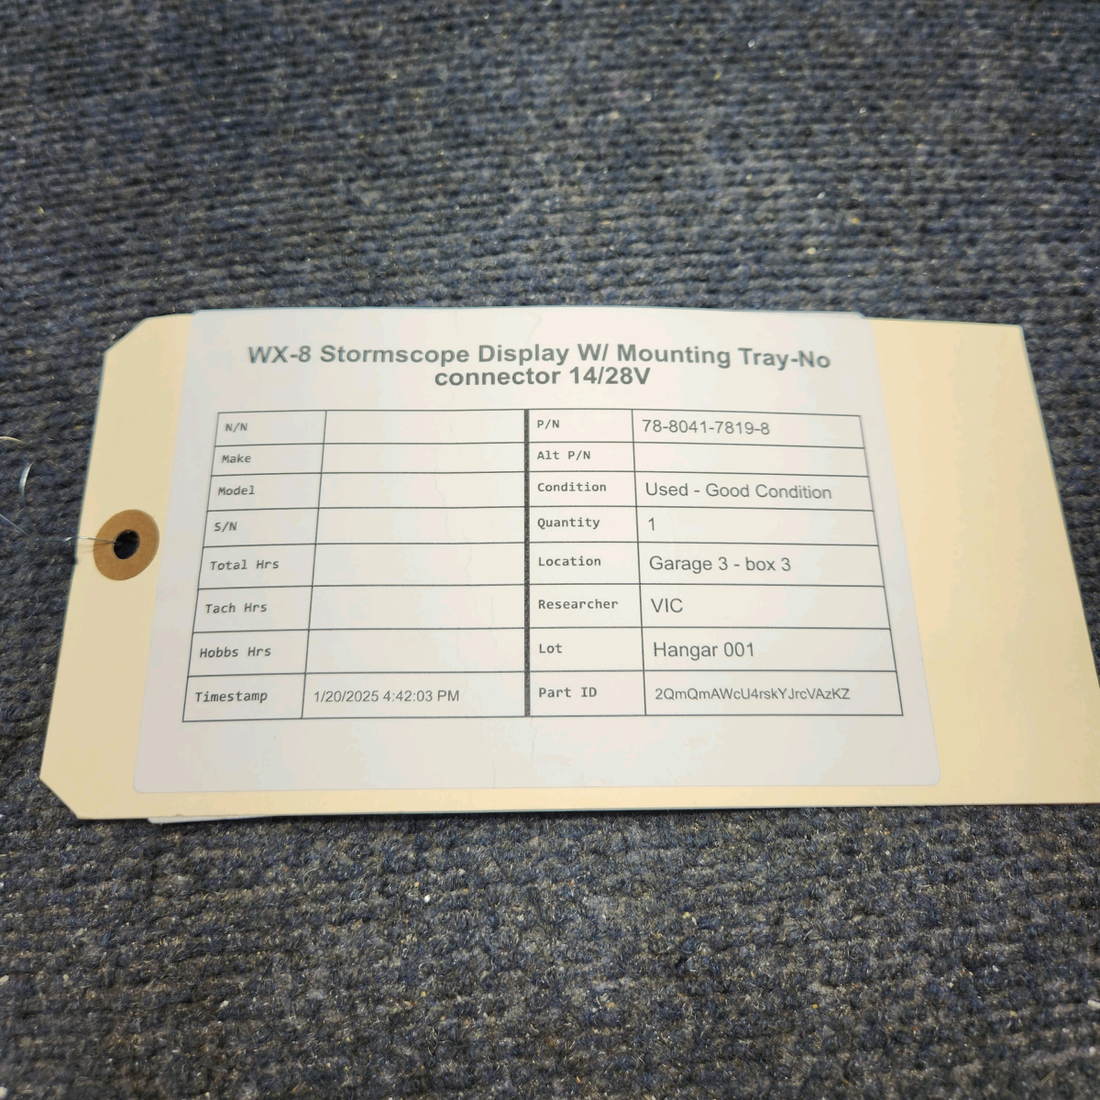 WX-8 Stormscope Display W/ Mounting Tray-No
connector 14/28V
N/N P/N 78-8041-7819-8
Make Alt P/N
Model Condition Used - Good Condition
S/N Quantity 1
Total Hrs Location Garage 3 - box 3
Tach Hrs Researcher VIC
Hobbs Hrs Lot Hangar 001
Timestamp 1/20/2025 4:42:03 PM Part ID 2QmQmAWcU4rskYJrcVAzKZ